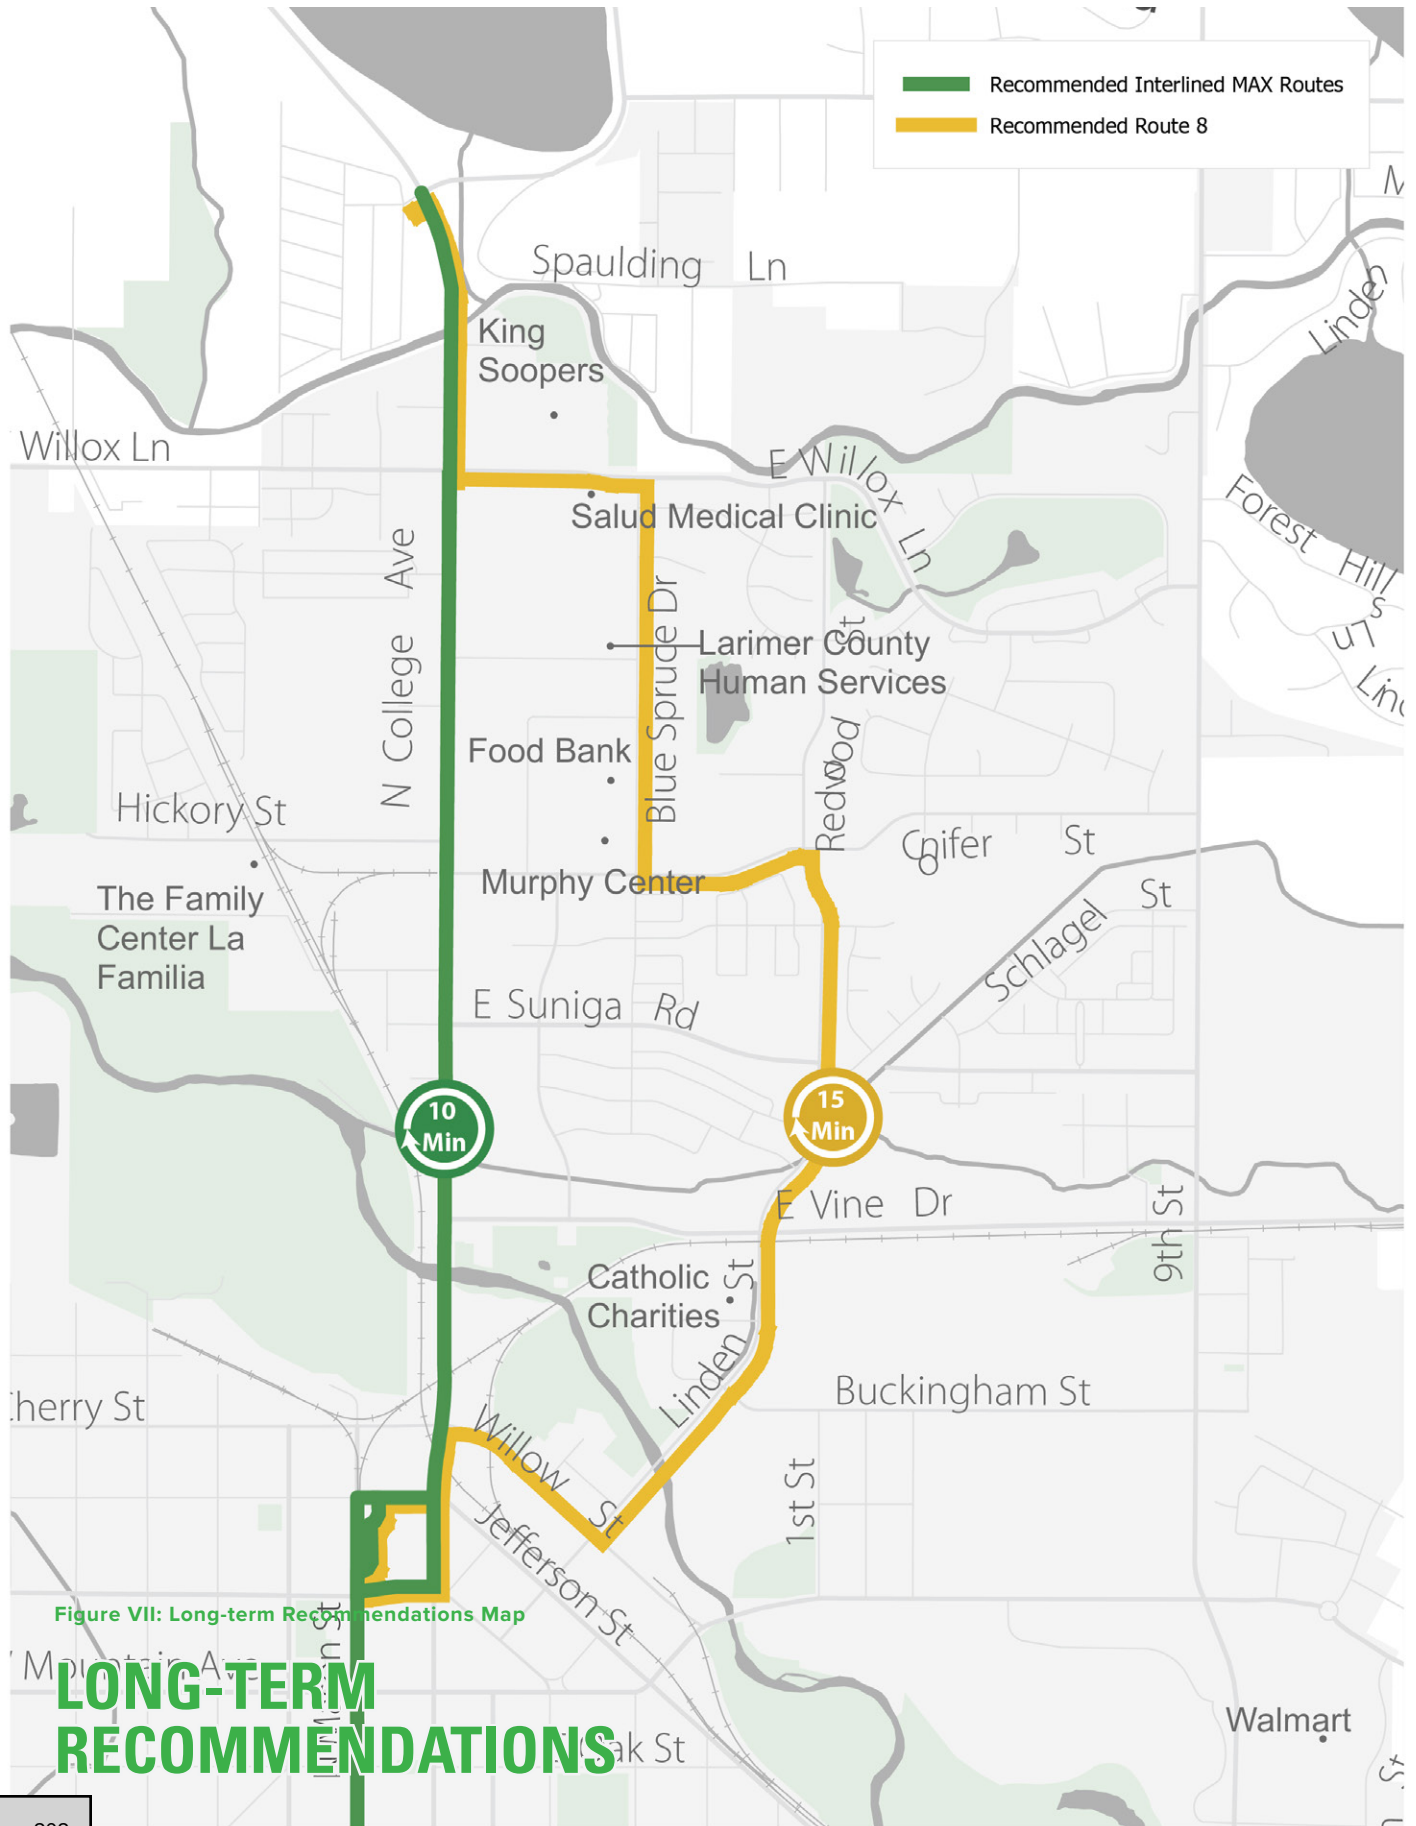 Recommended Interlined MAX Routes
Recommended Route 8
Spaulding Ln
Linden
King
Soopers
Willox Ln
E Willox Ln
Salud Medical Clinic
Forest Hills Ln
N College Ave
Blue Spruce Dr
Larimer County
Human Services
Redwood St
Food Bank
Hickory St
Conifer St
Murphy Center
The Family
Center La
Familia
Schlagel St
E Suniga Rd
10
Min
15
Min
E Vine Dr
9th St
Catholic
Charities
Linden St
Buckingham St
Cherry St
Willow St
1st St
Jefferson St
Figure VII: Long-term Recommendations Map
Mountain Ave
LONG-TERM
RECOMMENDATIONS
Oak St
Walmart